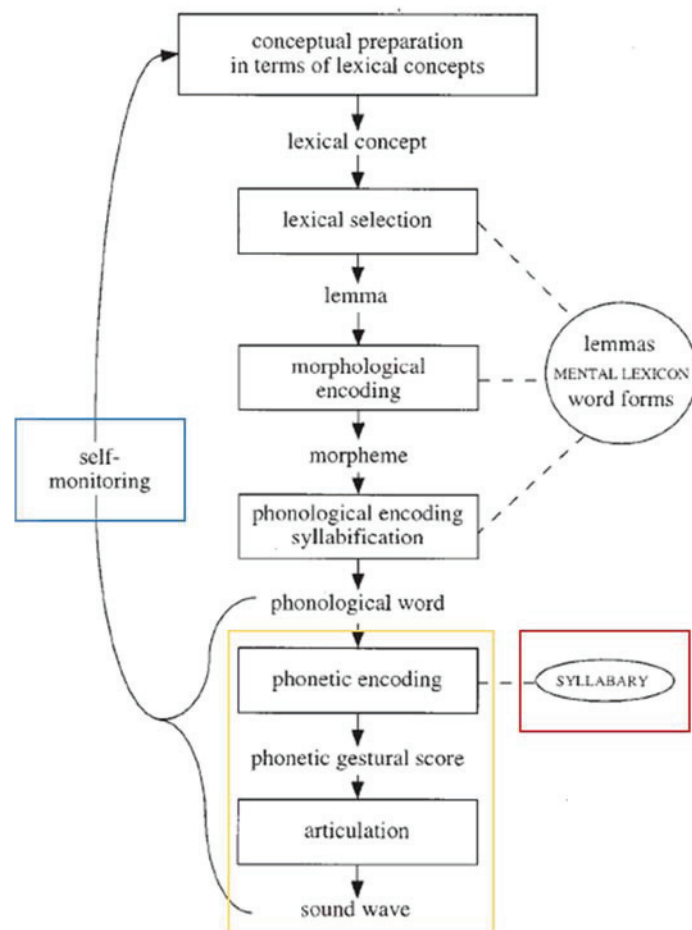 conceptual preparation
in terms of lexical concepts
lexical concept
lexical selection
lemma
lemmas
MENTAL LEXICON
word forms
morphological
encoding
morpheme
self-
monitoring
phonological encoding
syllabification
phonological word
phonetic encoding
SYLLABARY
phonetic gestural score
articulation
sound wave